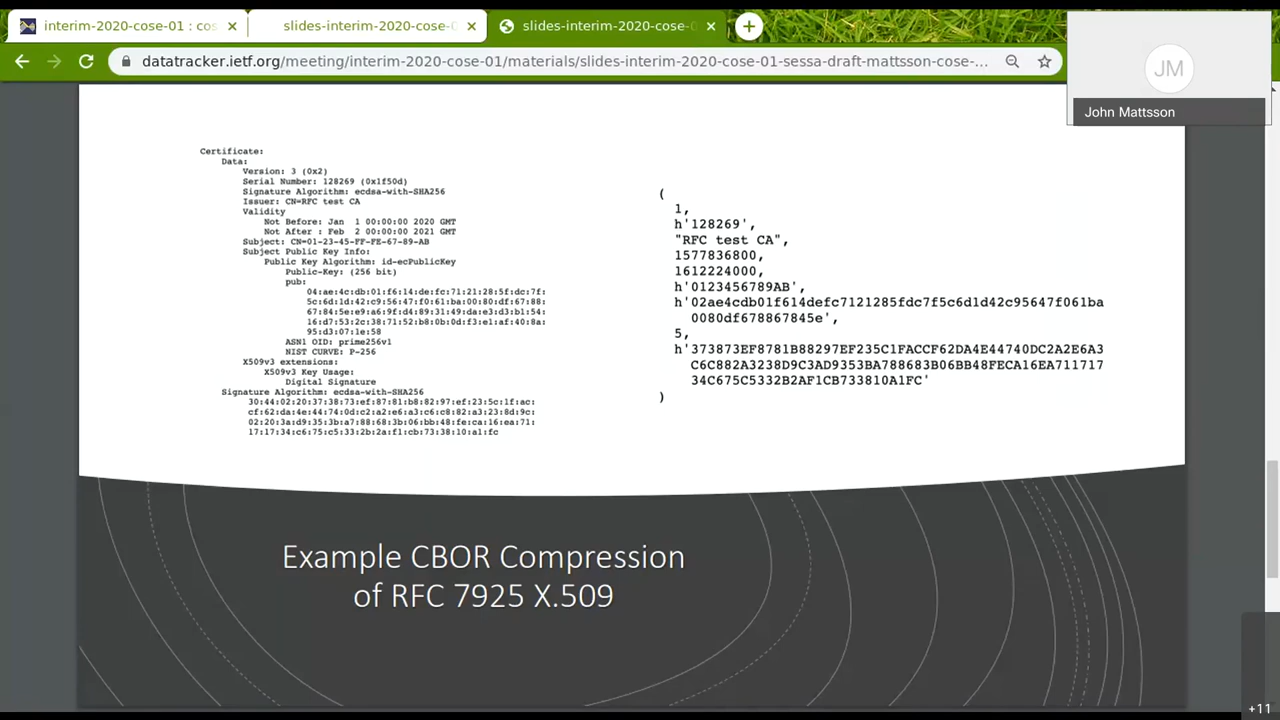 interim-2020-cose-01 : cos
slides-interim-2020-cose-0
slides-interim-2020-cose-0
datatracker.ietf.org/meeting/interim-2020-cose-01/materials/slides-interim-2020-cose-01-sessa-draft-mattsson-cose-...
JM
John Mattsson
Certificate:
Data:
Version: 3 (0x2)
Serial Number: 128269 (0x1f50d)
Signature Algorithm: ecdsa-with-SHA256
Issuer: CN=RFC test CA
Validity
Not Before: Jan 1 00:00:00 2020 GMT
Not After : Feb 2 00:00:00 2021 GMT
Subject: CN=01-23-45-FF-FE-67-89-AB
Subject Public Key Info:
Public Key Algorithm: id-ecPublicKey
Public-Key: (256 bit)
pub:
04:ae:4c:db:01:f6:14:de:fc:71:21:28:5f:dc:7f:
5c:6d:1d:42:c9:56:47:f0:61:ba:00:80:df:67:88:
67:84:5e:e9:a6:9f:d4:89:31:49:da:e3:d3:b1:54:
16:d7:53:2c:38:71:52:b8:0b:0d:f3:e1:af:40:8a:
95:d3:07:1e:58
ASN1 OID: prime256v1
NIST CURVE: P-256
X509v3 extensions:
X509v3 Key Usage:
Digital Signature
Signature Algorithm: ecdsa-with-SHA256
30:44:02:20:37:38:73:ef:87:81:b8:82:97:ef:23:5c:1f:ac:
cf:62:da:4e:44:74:0d:c2:a2:e6:a3:c6:c8:82:a3:23:8d:9c:
02:20:3a:d9:35:3b:a7:88:68:3b:06:bb:48:fe:ca:16:ea:71:
17:17:34:c6:75:c5:33:2b:2a:f1:cb:73:38:10:a1:fc
(
1,
h'128269',
"RFC test CA",
1577836800,
1612224000,
h'0123456789AB',
h'02ae4cdb01f614defc7121285fdc7f5c6d1d42c95647f061ba
0080df678867845e',
5,
h'373873EF8781B88297EF235C1FACCF62DA4E44740DC2A2E6A3
C6C882A3238D9C3AD9353BA788683B06BB48FECA16EA711717
34C675C5332B2AF1CB733810A1FC'
)
Example CBOR Compression
of RFC 7925 X.509
+11